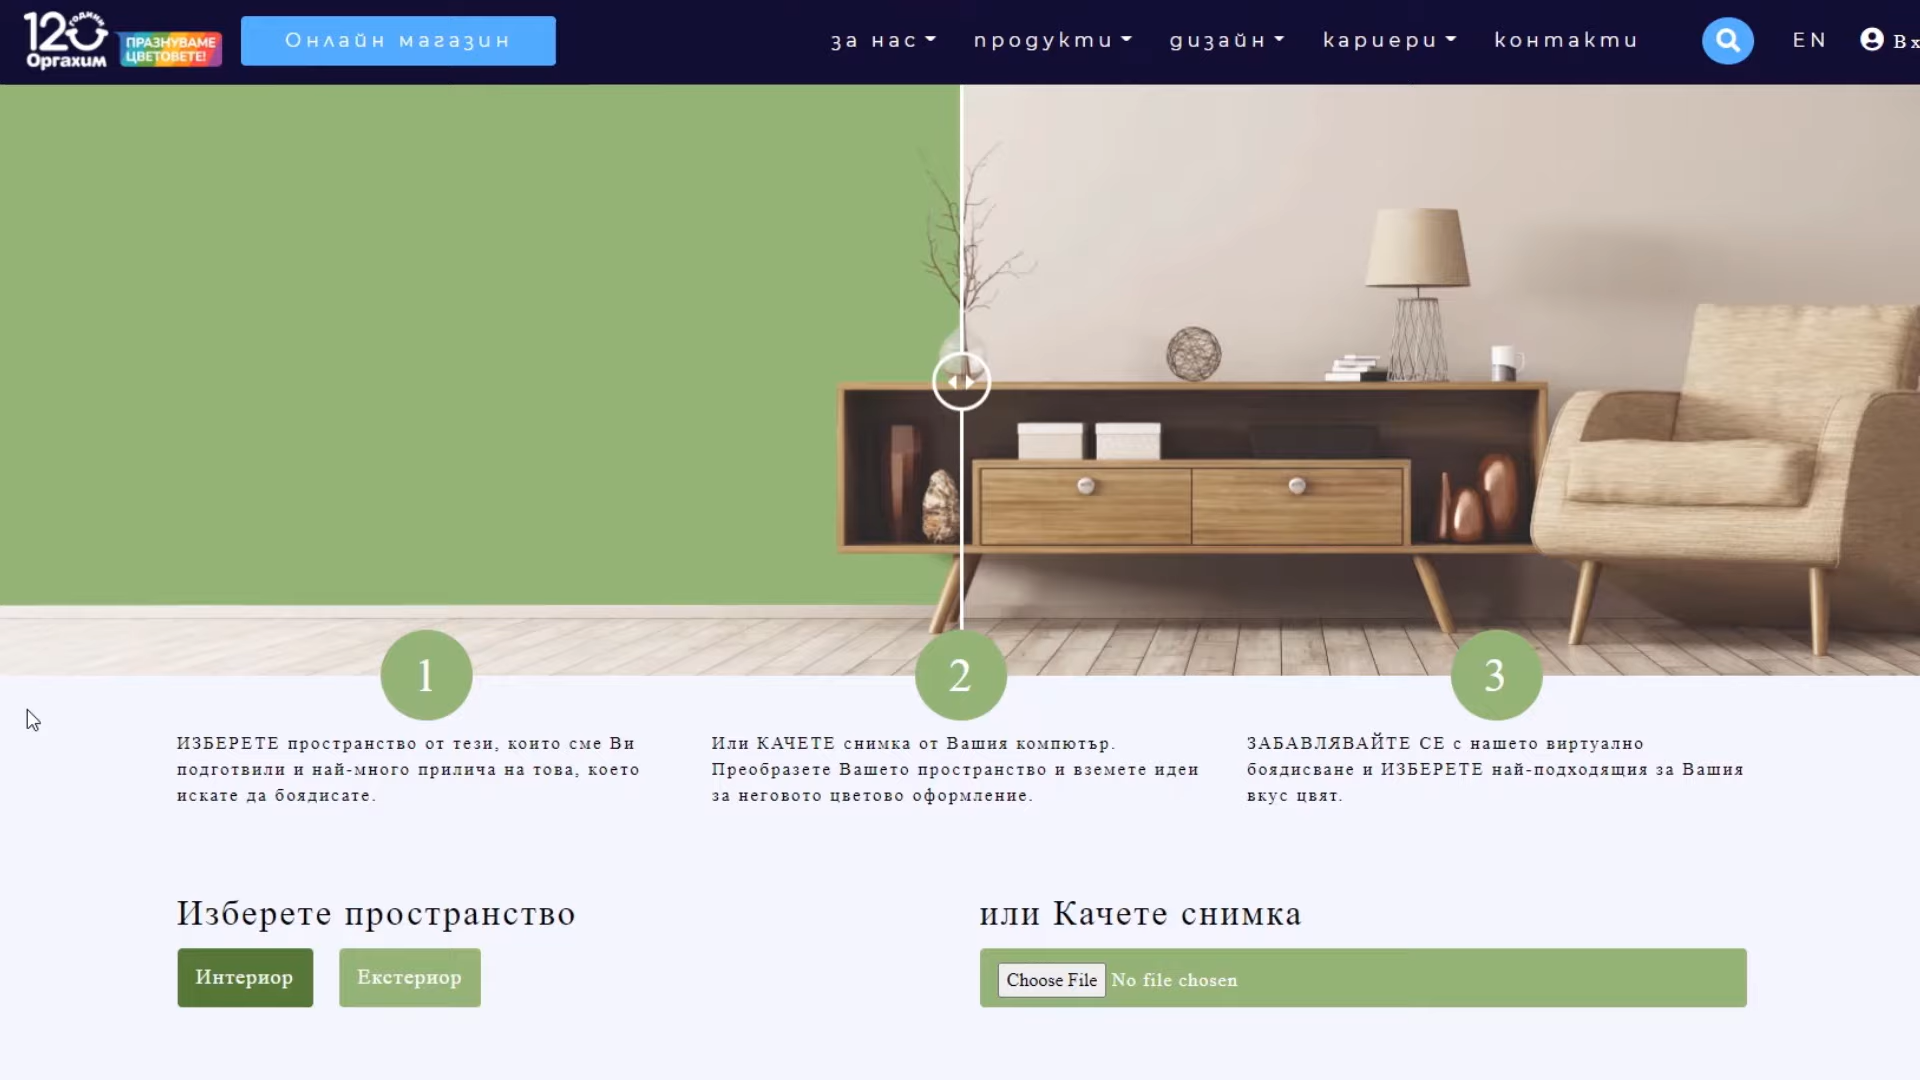 120 години
Оргахим
ПРАЗНУВАМЕ
ЦВЕТОВЕТЕ!
Онлайн магазин
за нас
продукти
дизайн
кариери
контакти
EN
Вх
1
2
3
ИЗБЕРЕТЕ пространство от тези, които сме Ви
подготвили и най-много прилича на това, което
искате да боядисате.
Или КАЧЕТЕ снимка от Вашия компютър.
Преобразете Вашето пространство и вземете идеи
за неговото цветово оформление.
ЗАБАВЛЯВАЙТЕ СЕ с нашето виртуално
боядисване и ИЗБЕРЕТЕ най-подходящия за Вашия
вкус цвят.
Изберете пространство
Интериор
Екстериор
или Качете снимка
Choose File No file chosen